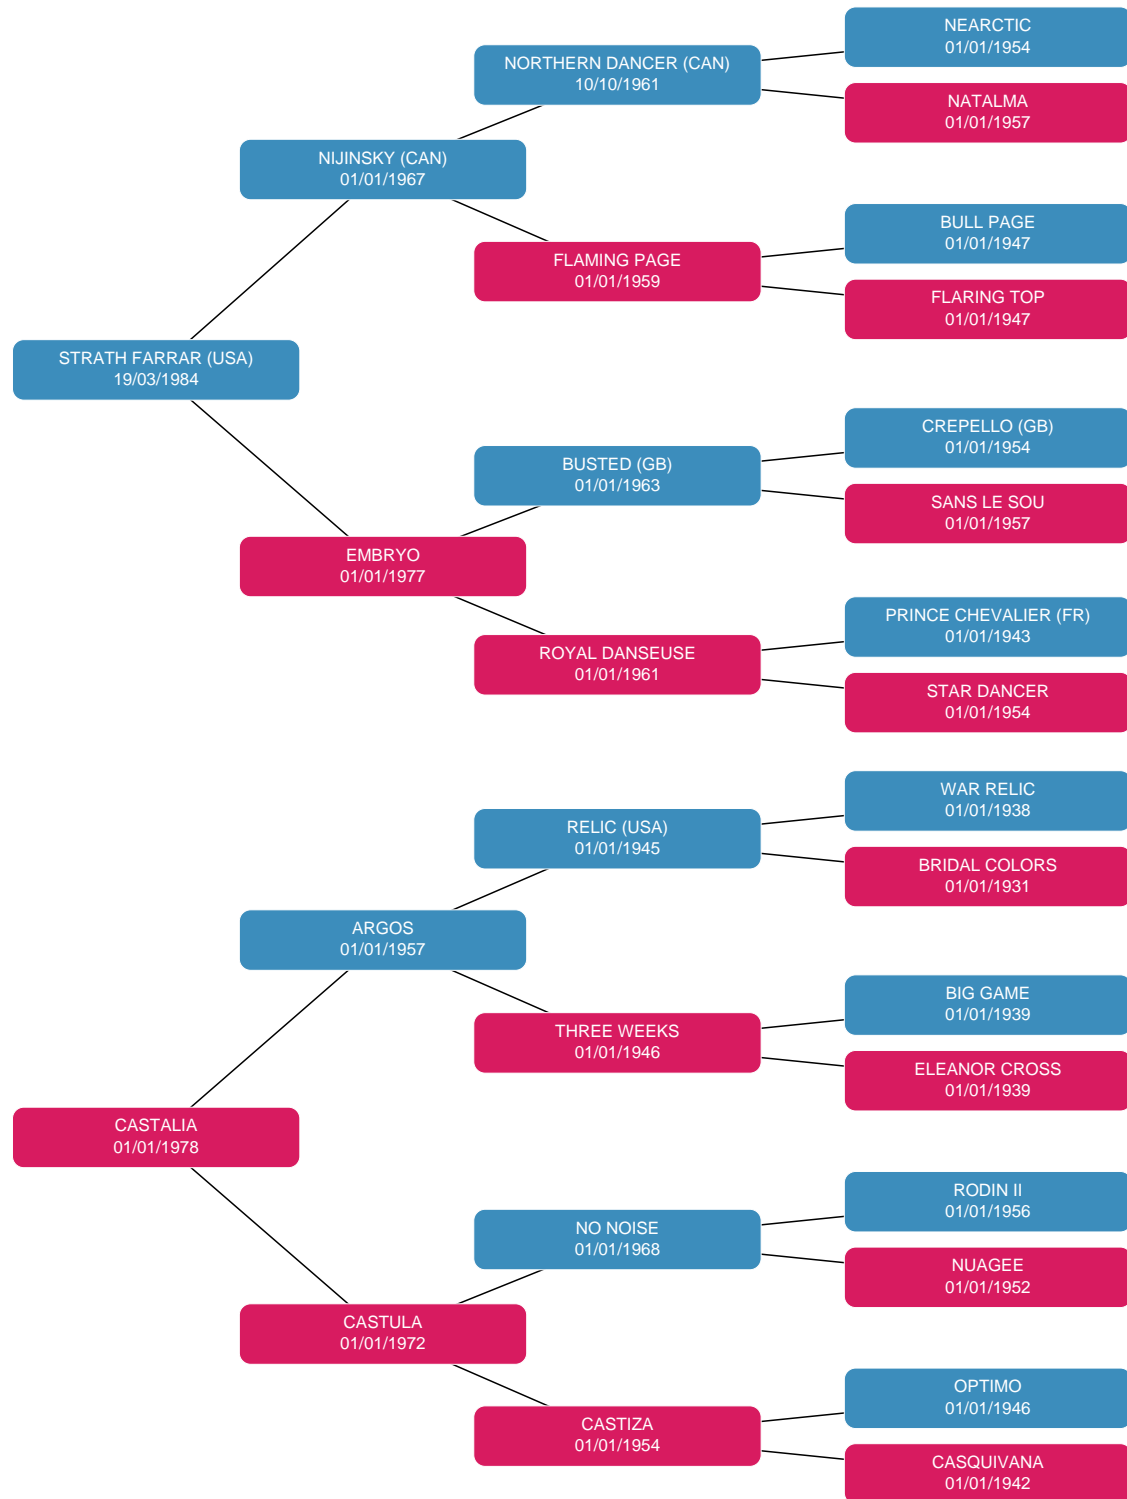 NEARCTIC
01/01/1954
NORTHERN DANCER (CAN)
10/10/1961
NATALMA
01/01/1957
NIJINSKY (CAN)
01/01/1967
BULL PAGE
01/01/1947
FLAMING PAGE
01/01/1959
FLARING TOP
01/01/1947
STRATH FARRAR (USA)
19/03/1984
CREPELLO (GB)
01/01/1954
BUSTED (GB)
01/01/1963
SANS LE SOU
01/01/1957
EMBRYO
01/01/1977
PRINCE CHEVALIER (FR)
01/01/1943
ROYAL DANSEUSE
01/01/1961
STAR DANCER
01/01/1954
WAR RELIC
01/01/1938
RELIC (USA)
01/01/1945
BRIDAL COLORS
01/01/1931
ARGOS
01/01/1957
BIG GAME
01/01/1939
THREE WEEKS
01/01/1946
ELEANOR CROSS
01/01/1939
CASTALIA
01/01/1978
RODIN II
01/01/1956
NO NOISE
01/01/1968
NUAGEE
01/01/1952
CASTULA
01/01/1972
OPTIMO
01/01/1946
CASTIZA
01/01/1954
CASQUIVANA
01/01/1942